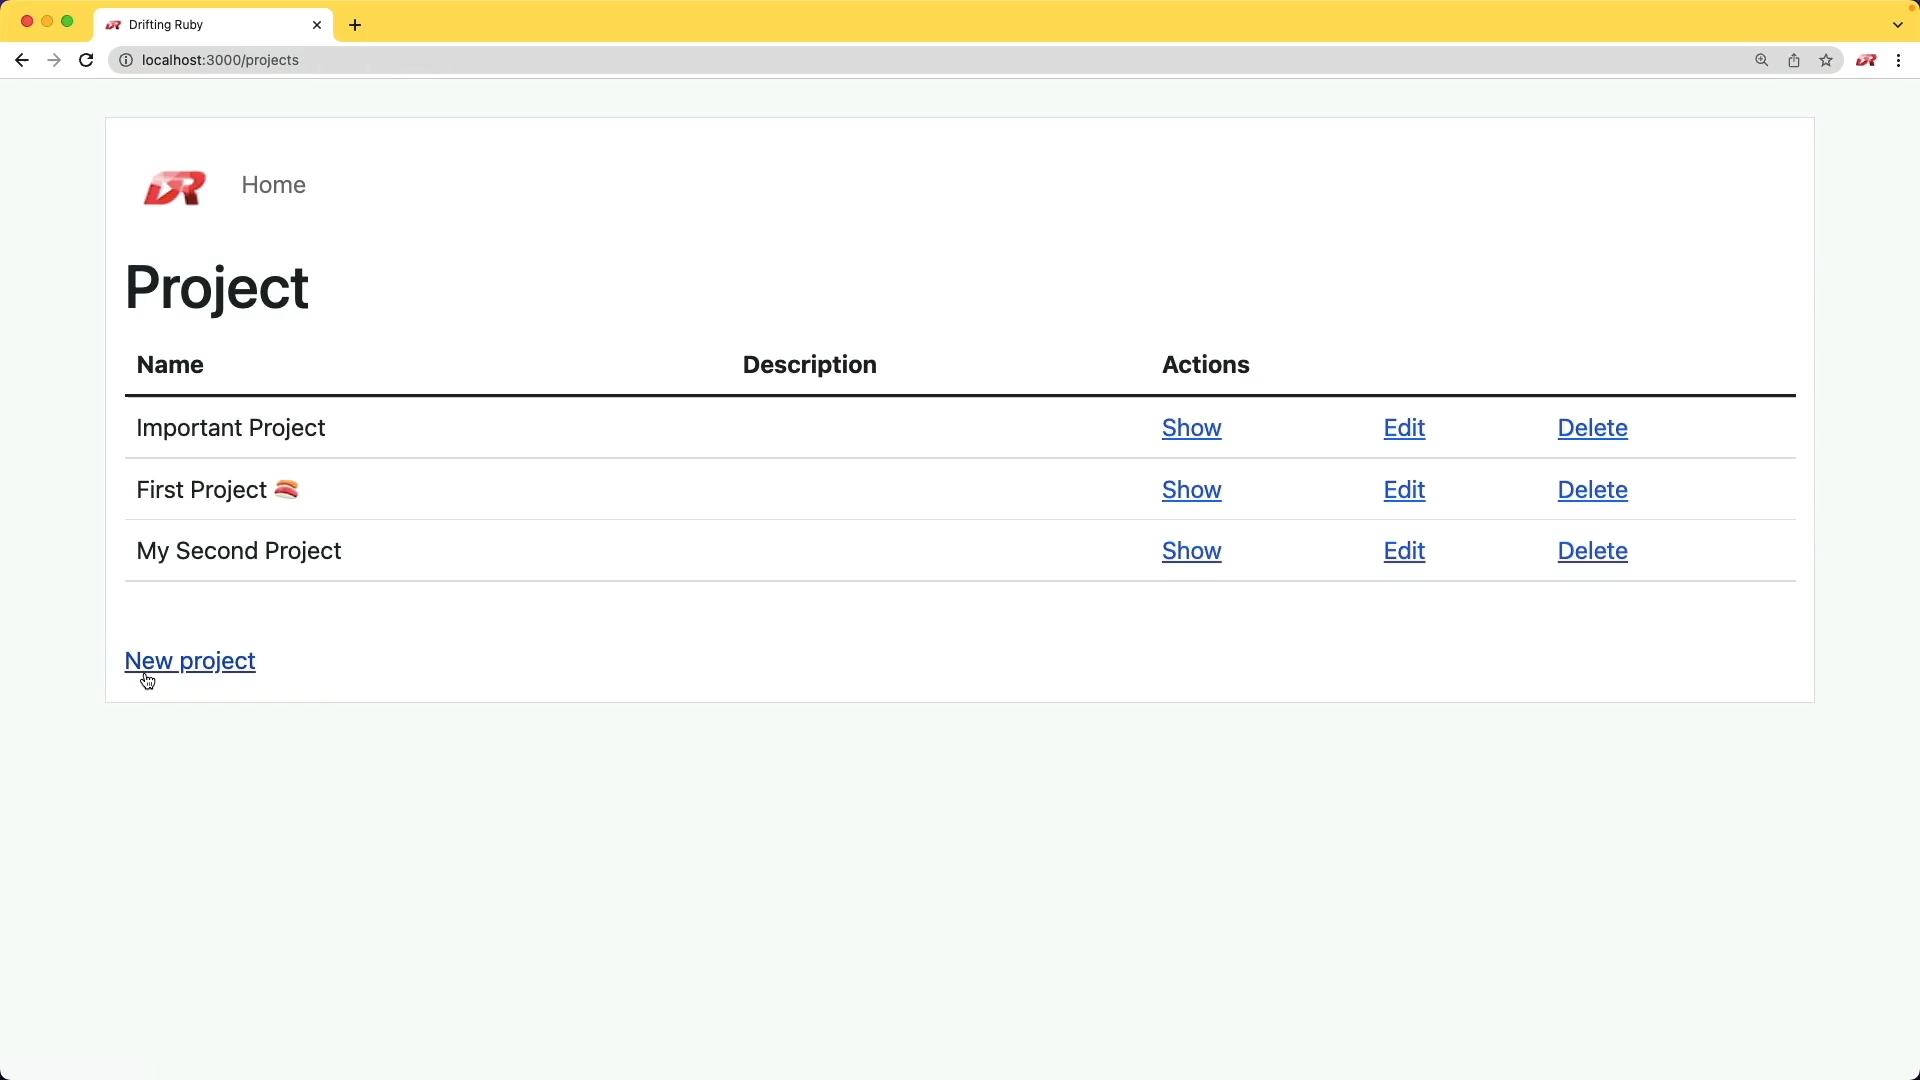 Drifting Ruby
localhost:3000/projects
DR Home
Project
Name Description Actions
Important Project Show Edit Delete
First Project 🍣 Show Edit Delete
My Second Project Show Edit Delete
New project